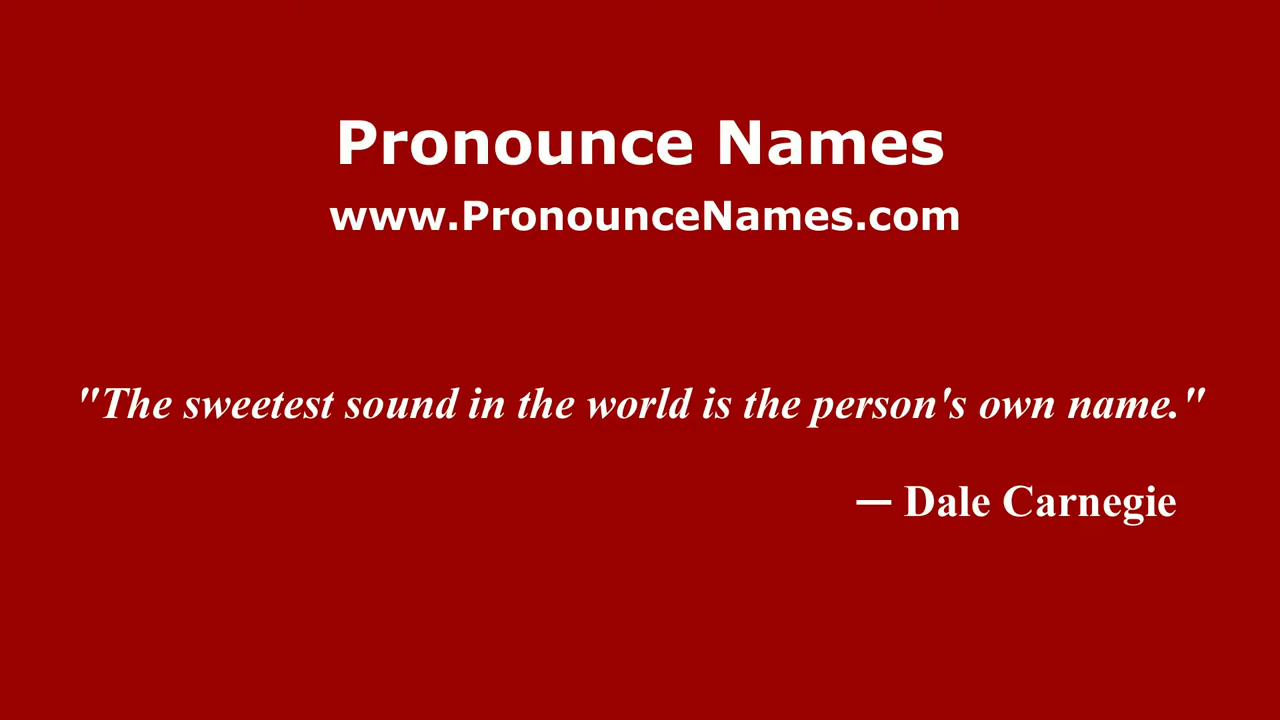 Pronounce Names
www.PronounceNames.com
"The sweetest sound in the world is the person's own name."
— Dale Carnegie